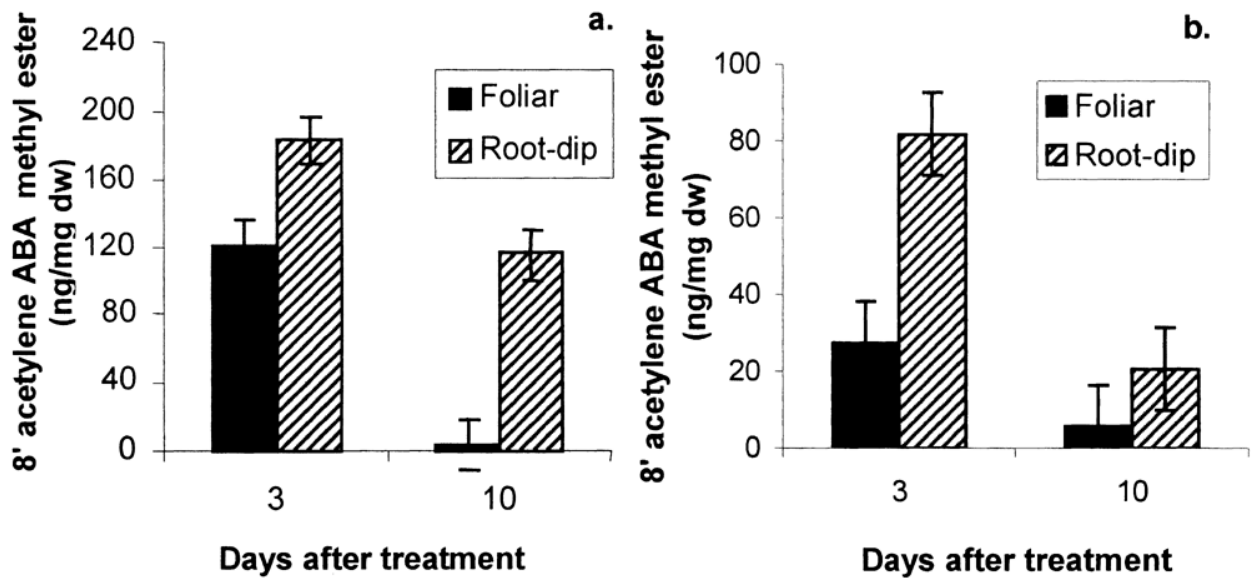 a.
8' acetylene ABA methyl ester
(ng/mg dw)
240
200
160
120
80
40
0
Foliar
Root-dip
3
10
Days after treatment
b.
8' acetylene ABA methyl ester
(ng/mg dw)
100
80
60
40
20
0
Foliar
Root-dip
3
10
Days after treatment